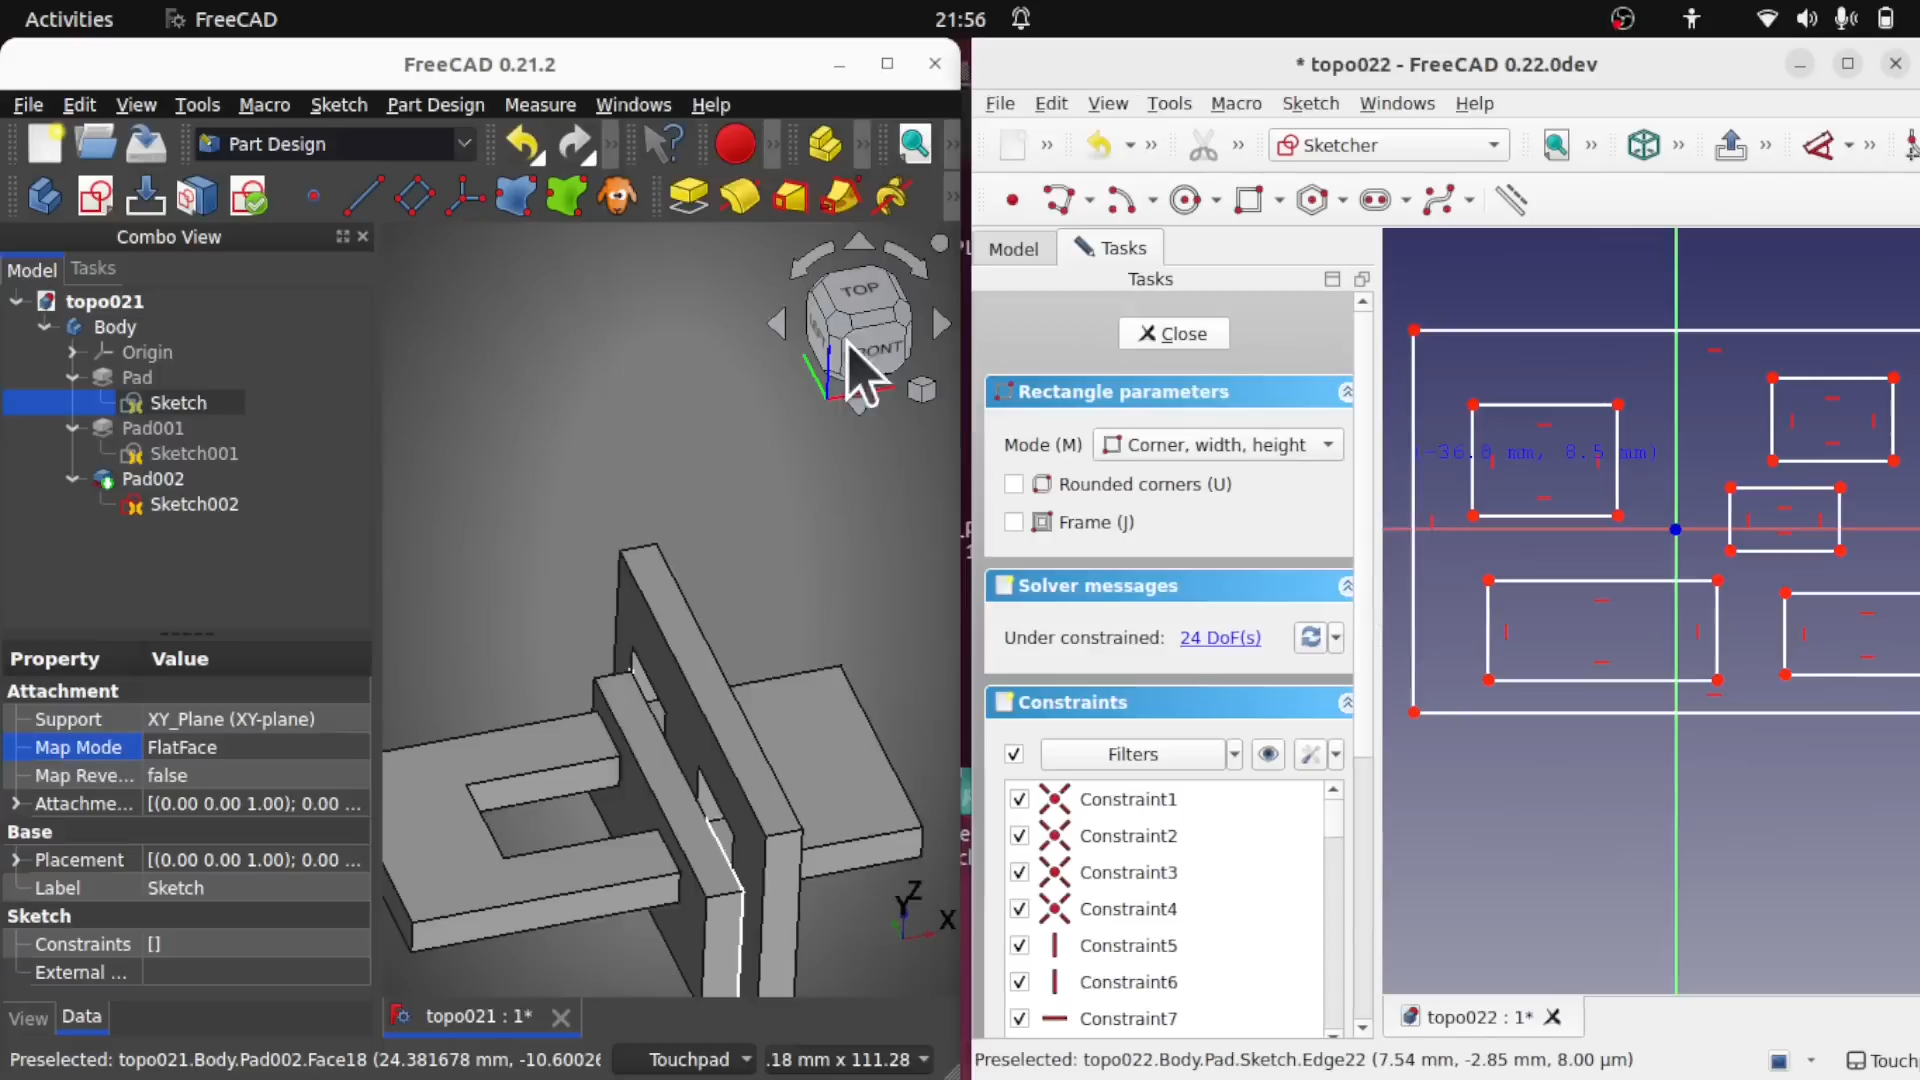 Activities
FreeCAD
21:56
FreeCAD 0.21.2
File Edit View Tools Macro Sketch Part Design Measure Windows Help
Part Design
Combo View
Model Tasks
topo021
Body
Origin
Pad
Sketch
Pad001
Sketch001
Pad002
Sketch002
Property Value
Attachment
Support XY_Plane (XY-plane)
Map Mode FlatFace
Map Reve... false
Attachme... [(0.00 0.00 1.00); 0.00 ...
Base
Placement [(0.00 0.00 1.00); 0.00 ...
Label Sketch
Sketch
Constraints []
External ...
View Data
TOP
Z
Y
X
topo021 : 1*
Preselected: topo021.Body.Pad002.Face18 (24.381678 mm, -10.60026
Touchpad
.18 mm x 111.28
* topo022 - FreeCAD 0.22.0dev
File Edit View Tools Macro Sketch Windows Help
Sketcher
Model Tasks
Tasks
Close
Rectangle parameters
Mode (M) Corner, width, height
Rounded corners (U)
Frame (J)
Solver messages
Under constrained: 24 DoF(s)
Constraints
Filters
Constraint1
Constraint2
Constraint3
Constraint4
Constraint5
Constraint6
Constraint7
topo022 : 1*
Preselected: topo022.Body.Pad.Sketch.Edge22 (7.54 mm, -2.85 mm, 8.00 μm)
Touch